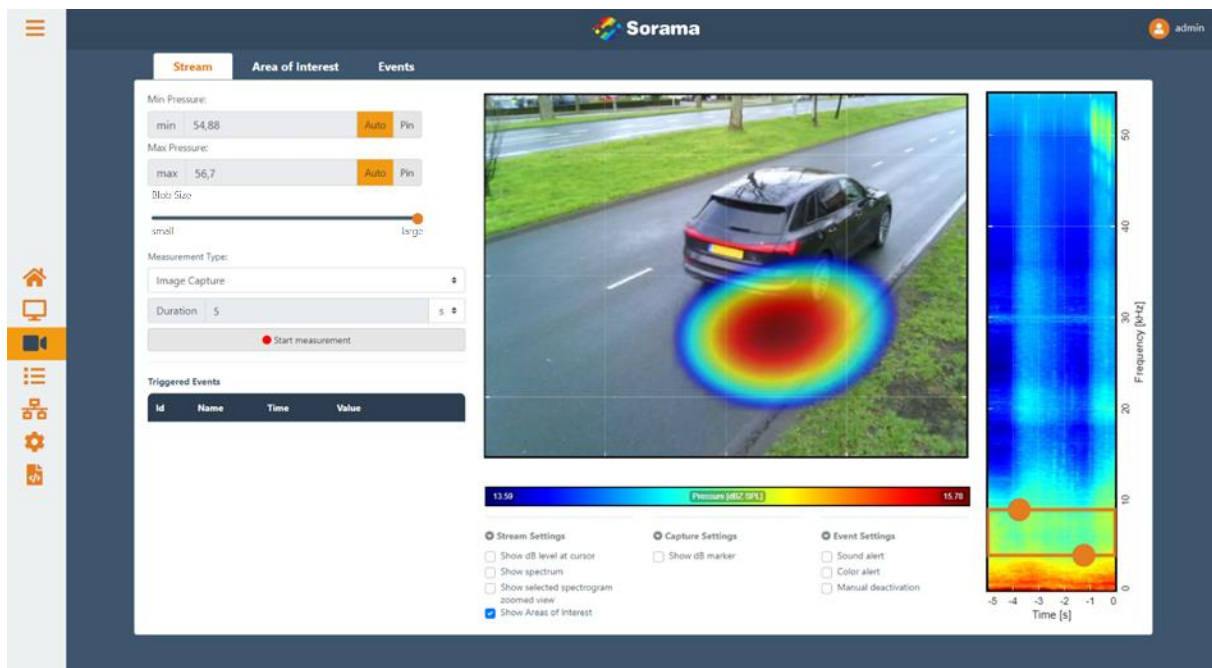 Sorama
admin
Stream Area of Interest Events
Min Pressure:
min 54,88 Auto Pin
Max Pressure:
max 56,7 Auto Pin
Blob Size
small large
Measurement Type:
Image Capture
Duration 5 s
Start measurement
Triggered Events
Id Name Time Value
13.59 Pressure [dBZ SPL] 15.78
Stream Settings
Show dB level at cursor
Show spectrum
Show selected spectrogram
zoomed view
Show Areas of Interest
Capture Settings
Show dB marker
Event Settings
Sound alert
Color alert
Manual deactivation
50
40
30
20
10
0
Frequency [kHz]
-5 -4 -3 -2 -1 0
Time [s]